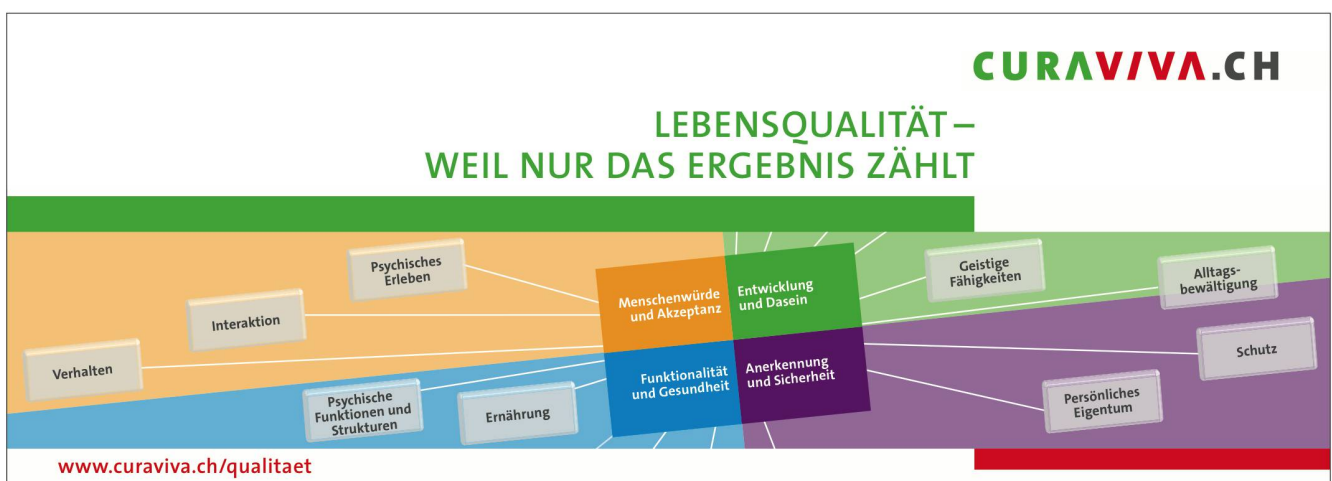 CURAVIVA.CH
LEBENSQUALITÄT –
WEIL NUR DAS ERGEBNIS ZÄHLT
Psychisches
Erleben
Interaktion
Verhalten
Menschenwürde
und Akzeptanz
Entwicklung
und Dasein
Geistige
Fähigkeiten
Alltags-
bewältigung
Psychische
Funktionen und
Strukturen
Ernährung
Funktionalität
und Gesundheit
Anerkennung
und Sicherheit
Schutz
Persönliches
Eigentum
www.curaviva.ch/qualitaet